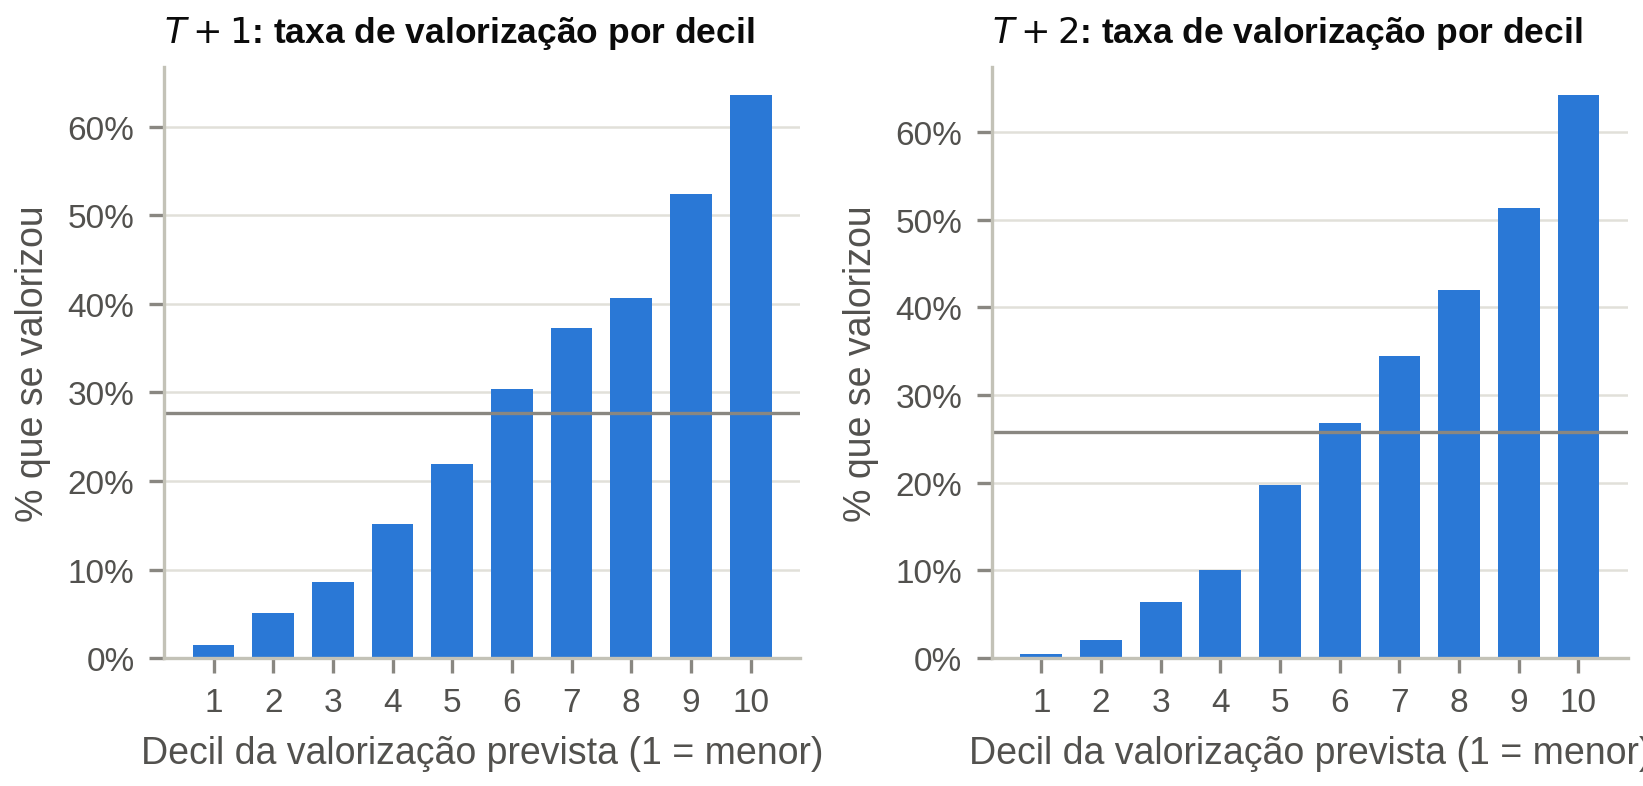 T + 1: taxa de valorização por decil
% que se valorizou
60%
50%
40%
30%
20%
10%
0%
1 2 3 4 5 6 7 8 9 10
Decil da valorização prevista (1 = menor)
T + 2: taxa de valorização por decil
% que se valorizou
60%
50%
40%
30%
20%
10%
0%
1 2 3 4 5 6 7 8 9 10
Decil da valorização prevista (1 = menor)